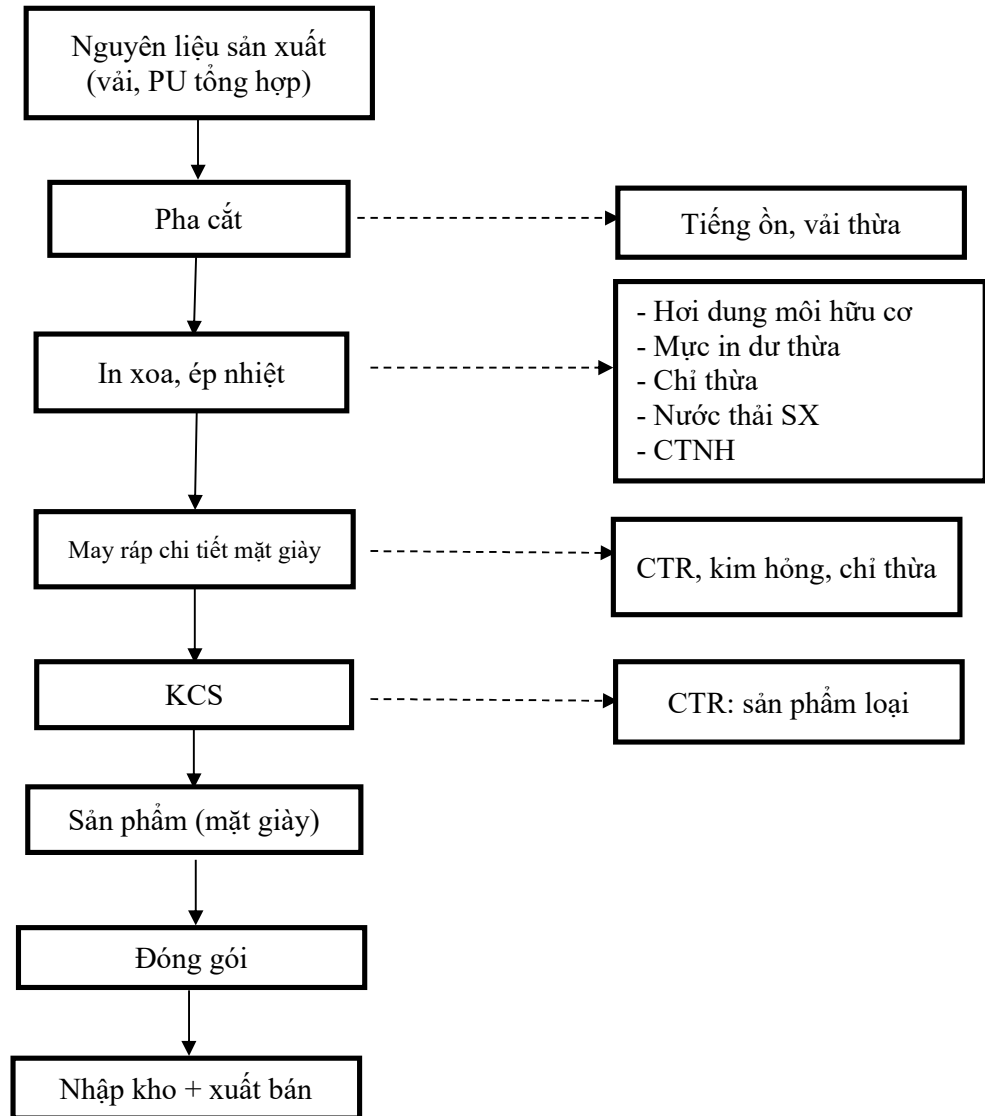 Nguyên liệu sản xuất
(vải, PU tổng hợp)
Pha cắt
Tiếng ồn, vải thừa
In xoa, ép nhiệt
- Hơi dung môi hữu cơ
- Mực in dư thừa
- Chỉ thừa
- Nước thải SX
- CTNH
May ráp chi tiết mặt giày
CTR, kim hỏng, chỉ thừa
KCS
CTR: sản phẩm loại
Sản phẩm (mặt giày)
Đóng gói
Nhập kho + xuất bán